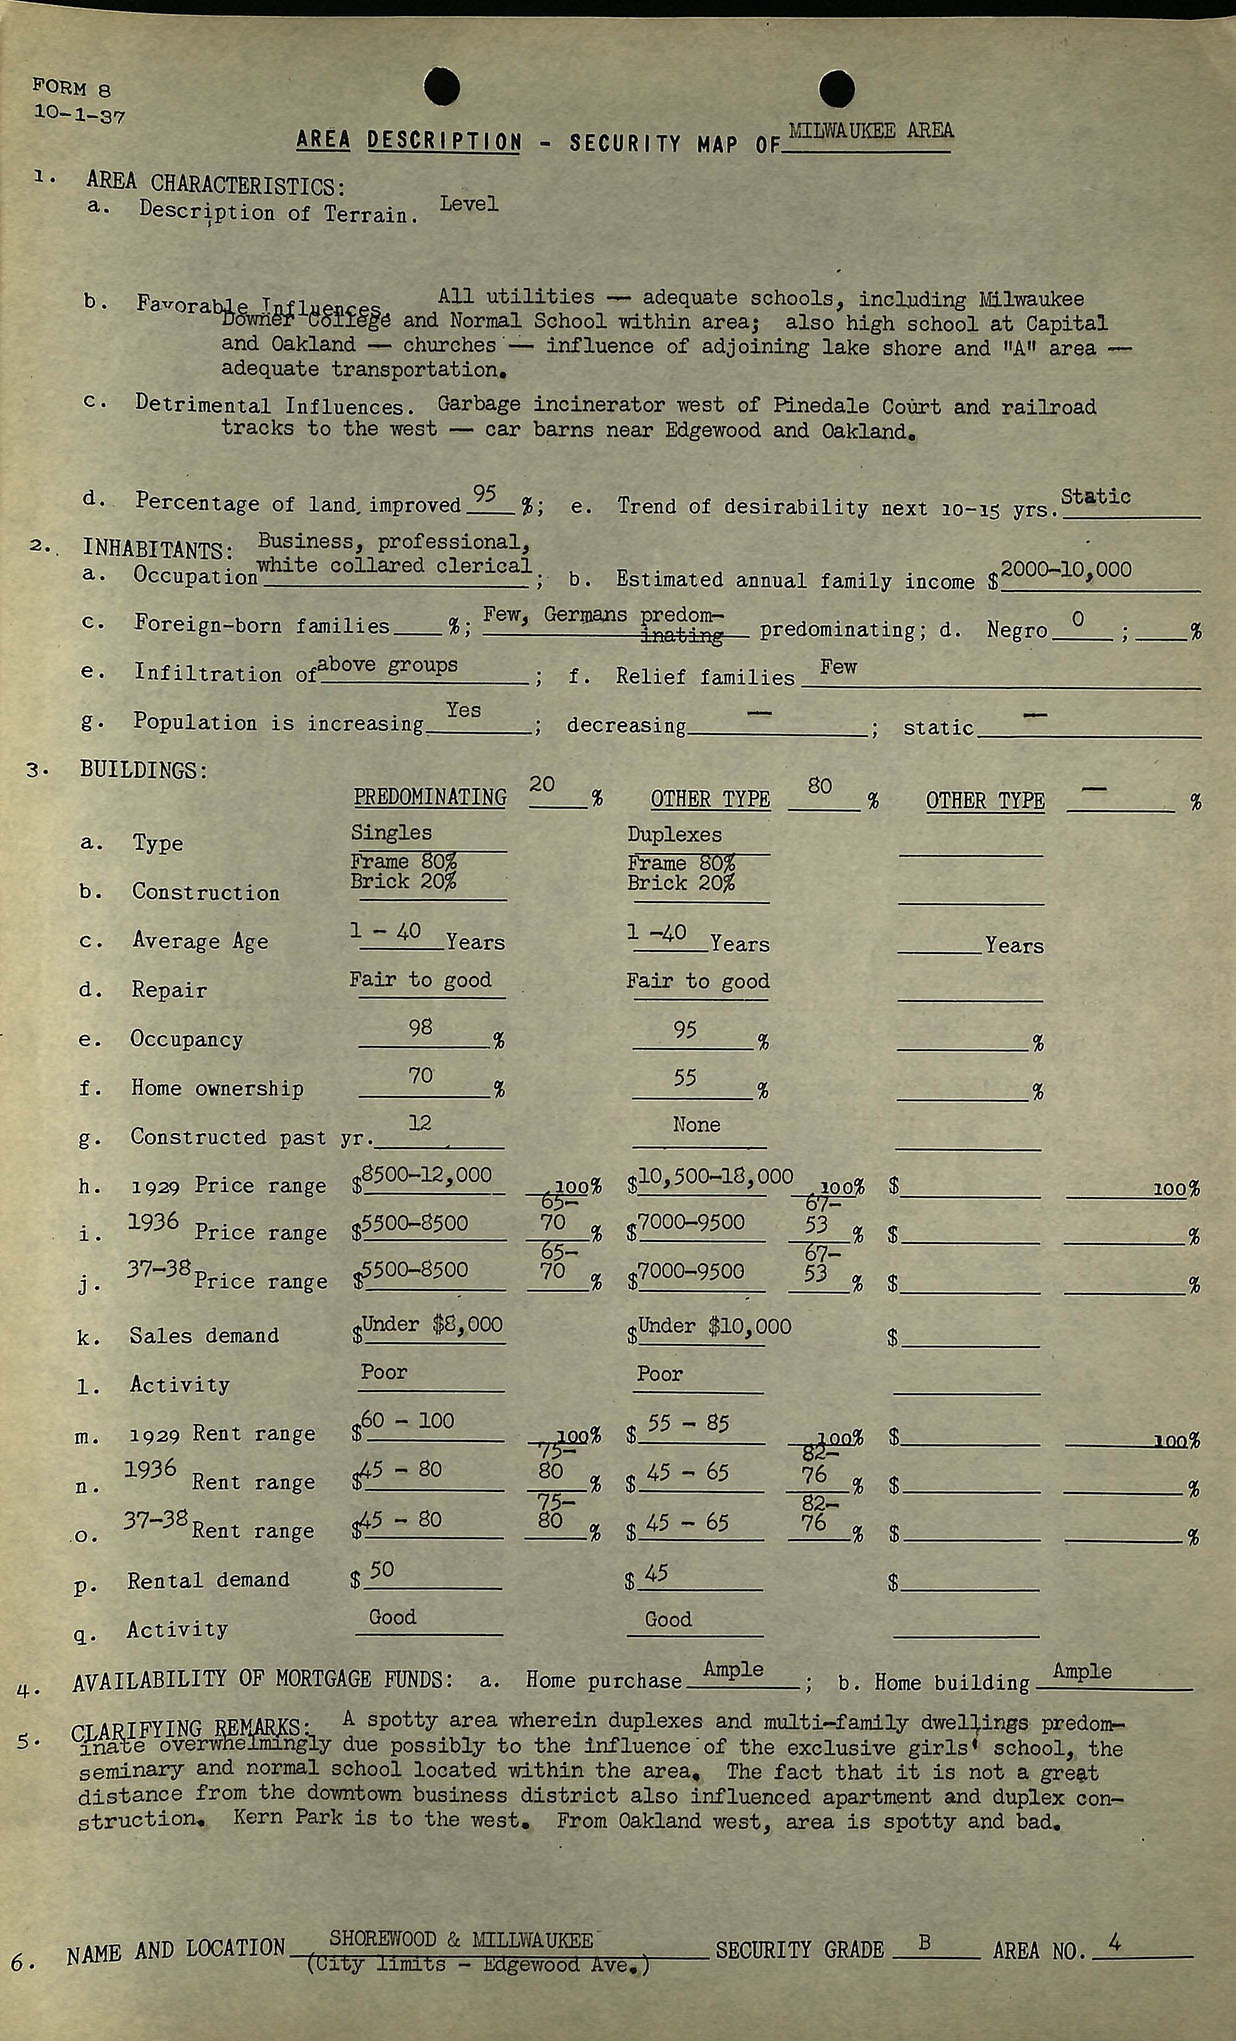 FORM 8
10-1-37
AREA DESCRIPTION - SECURITY MAP OF MILWAUKEE AREA
1. AREA CHARACTERISTICS:
a. Description of Terrain. Level
b. Favorable Influences. All utilities — adequate schools, including Milwaukee
Downer College and Normal School within area; also high school at Capital
and Oakland — churches — influence of adjoining lake shore and "A" area —
adequate transportation.
c. Detrimental Influences. Garbage incinerator west of Pinedale Court and railroad
tracks to the west — car barns near Edgewood and Oakland.
d. Percentage of land improved 95 %; e. Trend of desirability next 10-15 yrs. Static
2. INHABITANTS: Business, professional,
a. Occupation white collared clerical; b. Estimated annual family income $2000-10,000
c. Foreign-born families %; Few, Germans predom-
inating predominating; d. Negro 0 ; %
e. Infiltration of above groups ; f. Relief families Few
g. Population is increasing Yes ; decreasing — ; static —
3. BUILDINGS:
PREDOMINATING 20 % OTHER TYPE 80 % OTHER TYPE — %
a. Type Singles Duplexes
Frame 80% Frame 80%
b. Construction Brick 20% Brick 20%
c. Average Age 1 - 40 Years 1 -40 Years Years
d. Repair Fair to good Fair to good
e. Occupancy 98 % 95 % %
f. Home ownership 70 % 55 % %
g. Constructed past yr. 12 None
h. 1929 Price range $8500-12,000 100% $10,500-18,000 100% $ 100%
65- 67-
i. 1936 Price range $5500-8500 70 % $7000-9500 53 % $ %
65- 67-
j. 37-38 Price range $5500-8500 70 % $7000-9500 53 % $ %
k. Sales demand $Under $8,000 $Under $10,000 $
l. Activity Poor Poor
m. 1929 Rent range $60 - 100 100% $ 55 - 85 100% $ 100%
75- 82-
n. 1936 Rent range $45 - 80 80 % $ 45 - 65 76 % $ %
75- 82-
o. 37-38 Rent range $45 - 80 80 % $ 45 - 65 76 % $ %
p. Rental demand $ 50 $ 45 $
q. Activity Good Good
4. AVAILABILITY OF MORTGAGE FUNDS: a. Home purchase Ample ; b. Home building Ample
5. CLARIFYING REMARKS: A spotty area wherein duplexes and multi-family dwellings predom-
inate overwhelmingly due possibly to the influence of the exclusive girls' school, the
seminary and normal school located within the area. The fact that it is not a great
distance from the downtown business district also influenced apartment and duplex con-
struction. Kern Park is to the west. From Oakland west, area is spotty and bad.
6. NAME AND LOCATION SHOREWOOD & MILLWAUKEE SECURITY GRADE B AREA NO. 4
(City limits - Edgewood Ave.)